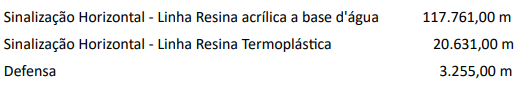 Sinalização Horizontal - Linha Resina acrílica a base d'água 117.761,00 m
Sinalização Horizontal - Linha Resina Termoplástica 20.631,00 m
Defensa 3.255,00 m